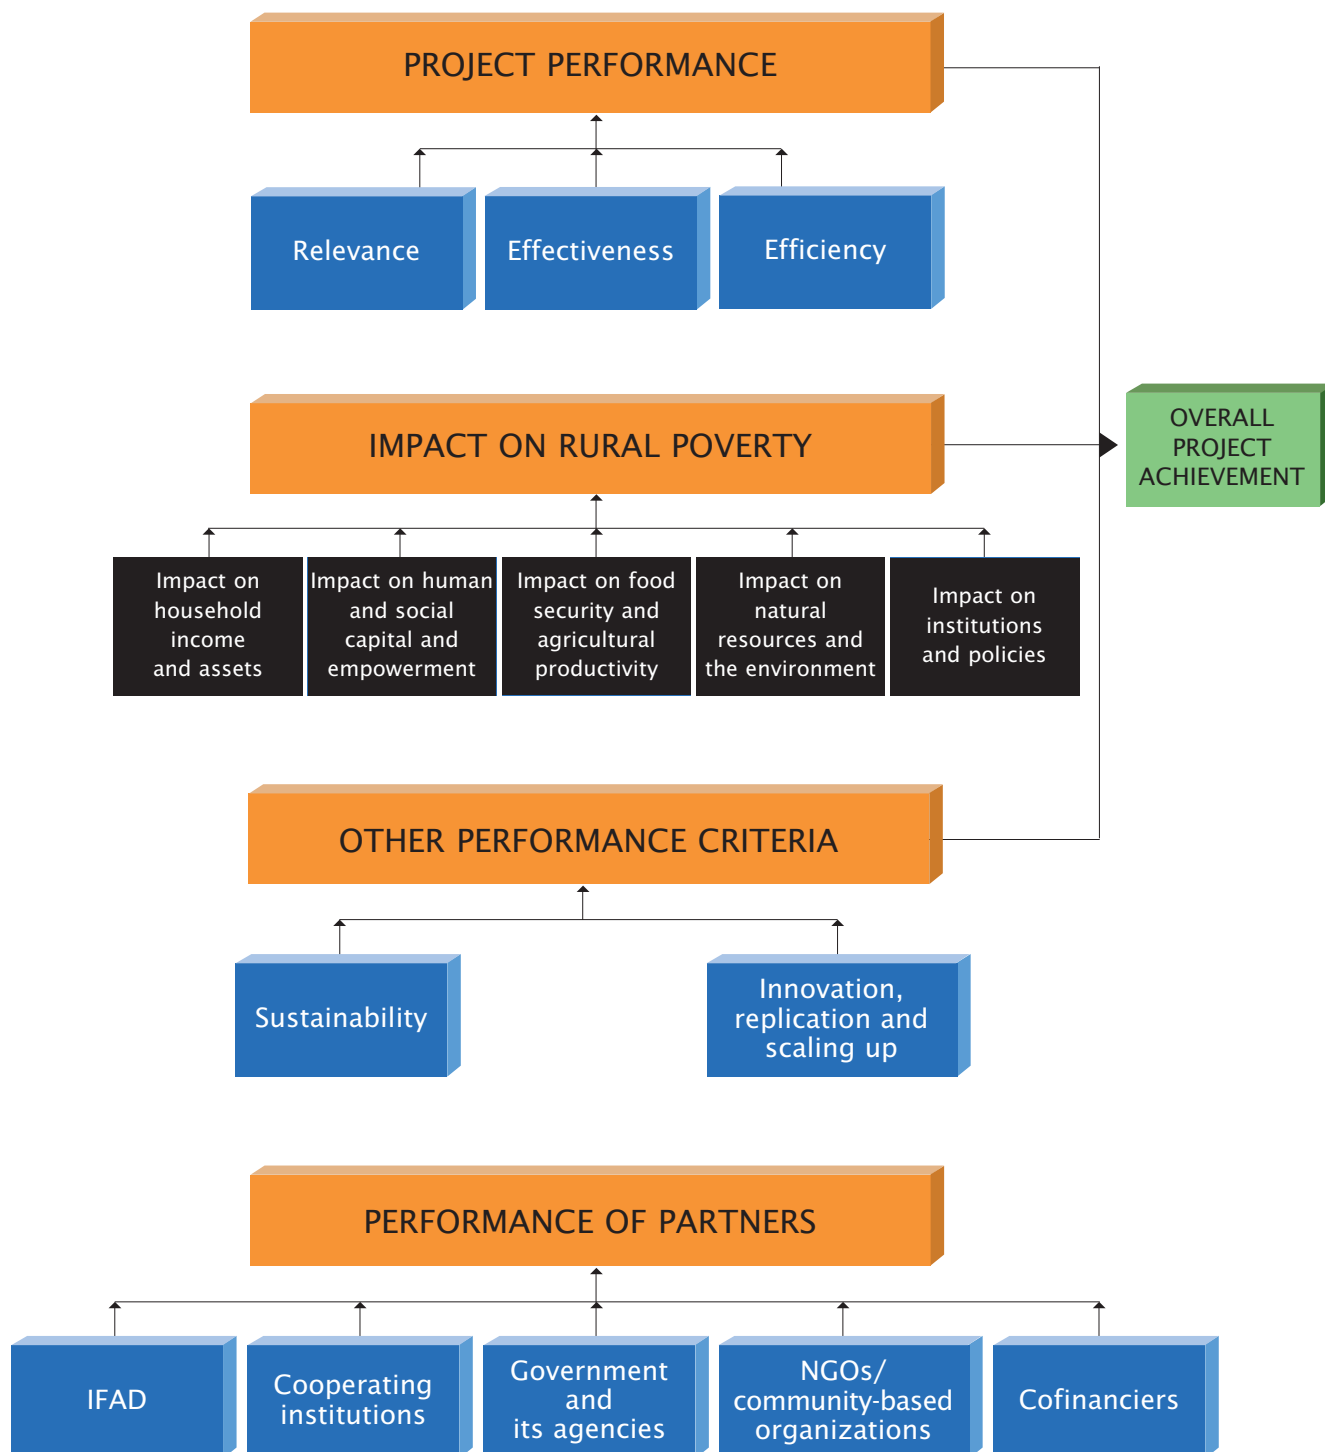 PROJECT PERFORMANCE
Relevance
Effectiveness
Efficiency
IMPACT ON RURAL POVERTY
OVERALL
PROJECT
ACHIEVEMENT
Impact on
household
income
and assets
Impact on human
and social
capital and
empowerment
Impact on food
security and
agricultural
productivity
Impact on
natural
resources and
the environment
Impact on
institutions
and policies
OTHER PERFORMANCE CRITERIA
Sustainability
Innovation,
replication and
scaling up
PERFORMANCE OF PARTNERS
IFAD
Cooperating
institutions
Government
and
its agencies
NGOs/
community-based
organizations
Cofinanciers